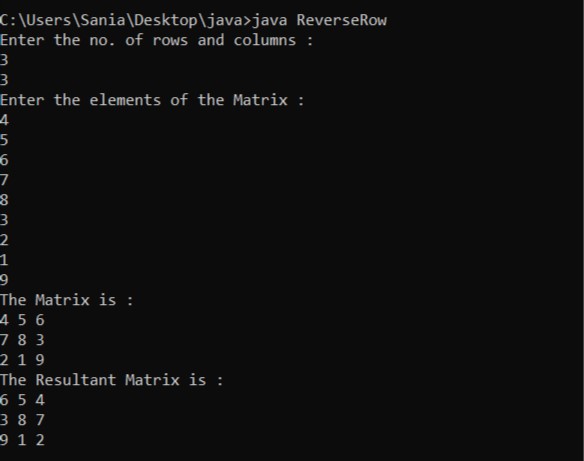 C:\Users\Sania\Desktop\java>java ReverseRow
Enter the no. of rows and columns :
3
3
Enter the elements of the Matrix :
4
5
6
7
8
3
2
1
9
The Matrix is :
4 5 6
7 8 3
2 1 9
The Resultant Matrix is :
6 5 4
3 8 7
9 1 2